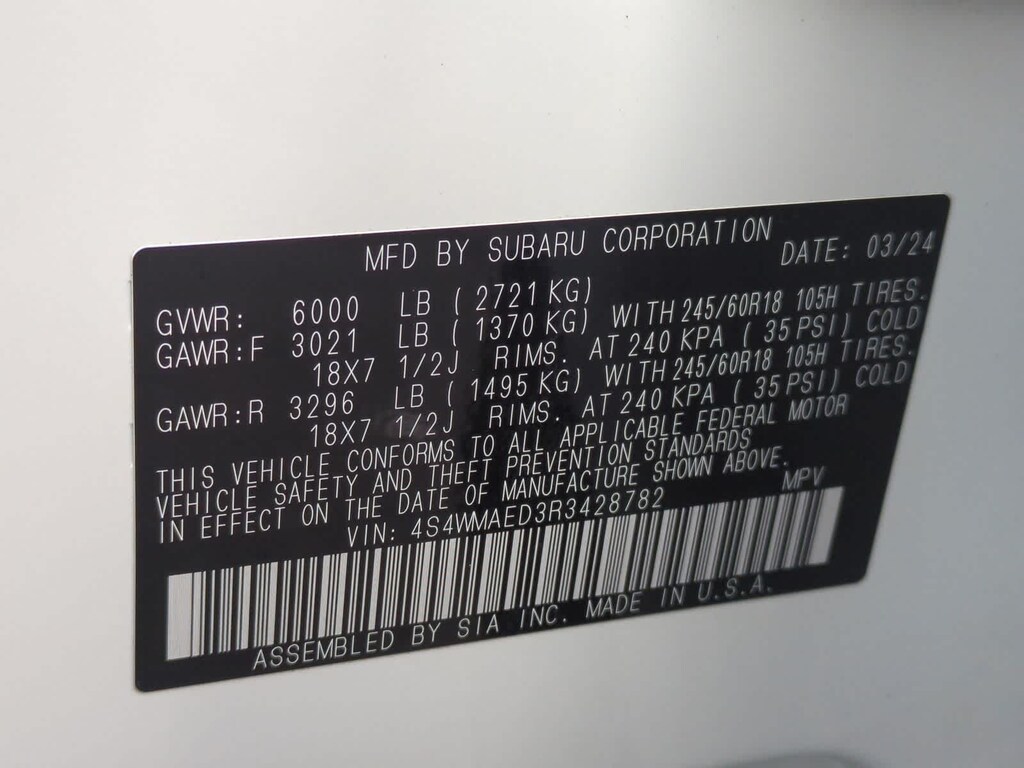 MFD BY SUBARU CORPORATION DATE: 03/24
GVWR: 6000 LB (2721 KG)
GAWR:F 3021 LB (1370 KG) WITH 245/60R18 105H TIRES.
18X7 1/2J RIMS. AT 240 KPA (35 PSI) COLD
GAWR:R 3296 LB (1495 KG) WITH 245/60R18 105H TIRES.
18X7 1/2J RIMS. AT 240 KPA (35 PSI) COLD
THIS VEHICLE CONFORMS TO ALL APPLICABLE FEDERAL MOTOR
VEHICLE SAFETY AND THEFT PREVENTION STANDARDS
IN EFFECT ON THE DATE OF MANUFACTURE SHOWN ABOVE.
VIN: 4S4WMAED3R3428782 MPV
ASSEMBLED BY SIA INC. MADE IN U.S.A.